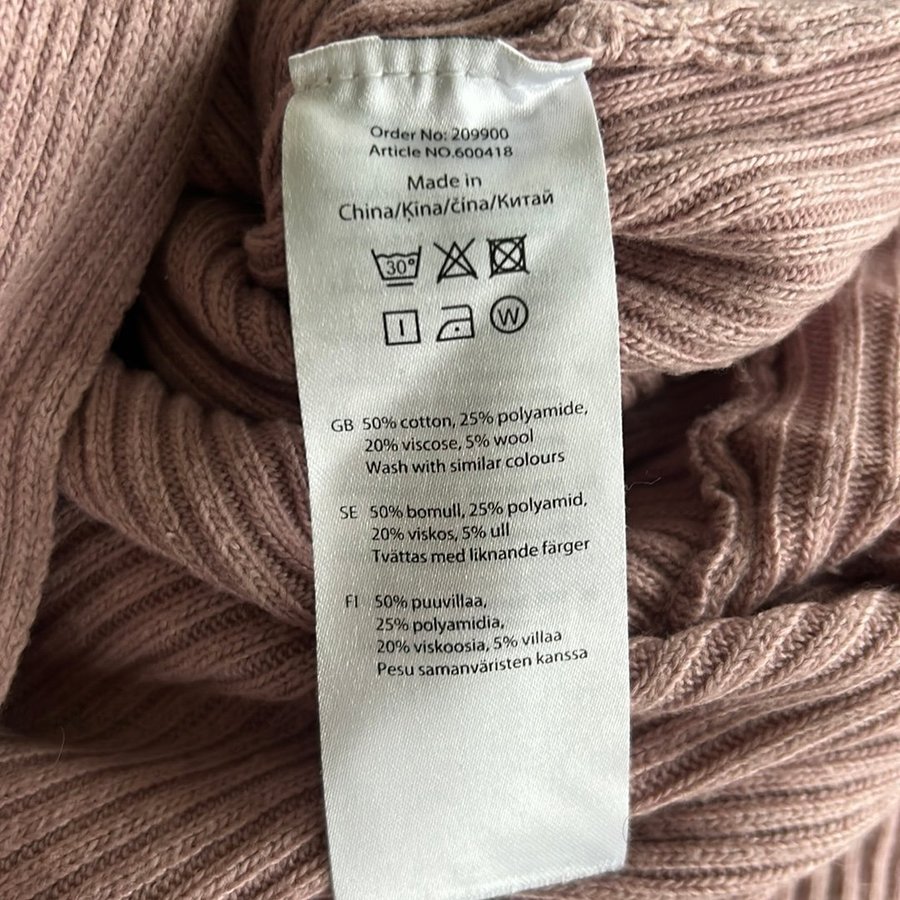 Order No: 209900
Article NO.600418
Made in
China/Ķīna/čína/Китай
30°
W
GB 50% cotton, 25% polyamide,
20% viscose, 5% wool
Wash with similar colours
SE 50% bomull, 25% polyamid,
20% viskos, 5% ull
Tvättas med liknande färger
FI 50% puuvillaa,
25% polyamidia,
20% viskoosia, 5% villaa
Pesu samanväristen kanssa